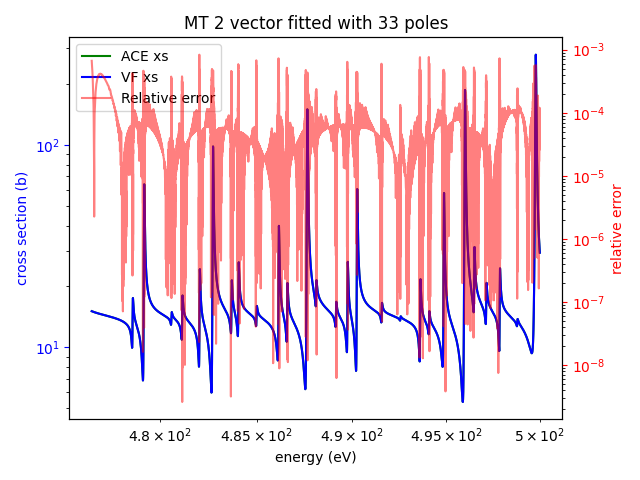 MT 2 vector fitted with 33 poles
ACE xs
VF xs
Relative error
10²
10¹
cross section (b)
10⁻³
10⁻⁴
10⁻⁵
10⁻⁶
10⁻⁷
10⁻⁸
relative error
4.8 × 10² 4.85 × 10² 4.9 × 10² 4.95 × 10² 5 × 10²
energy (eV)